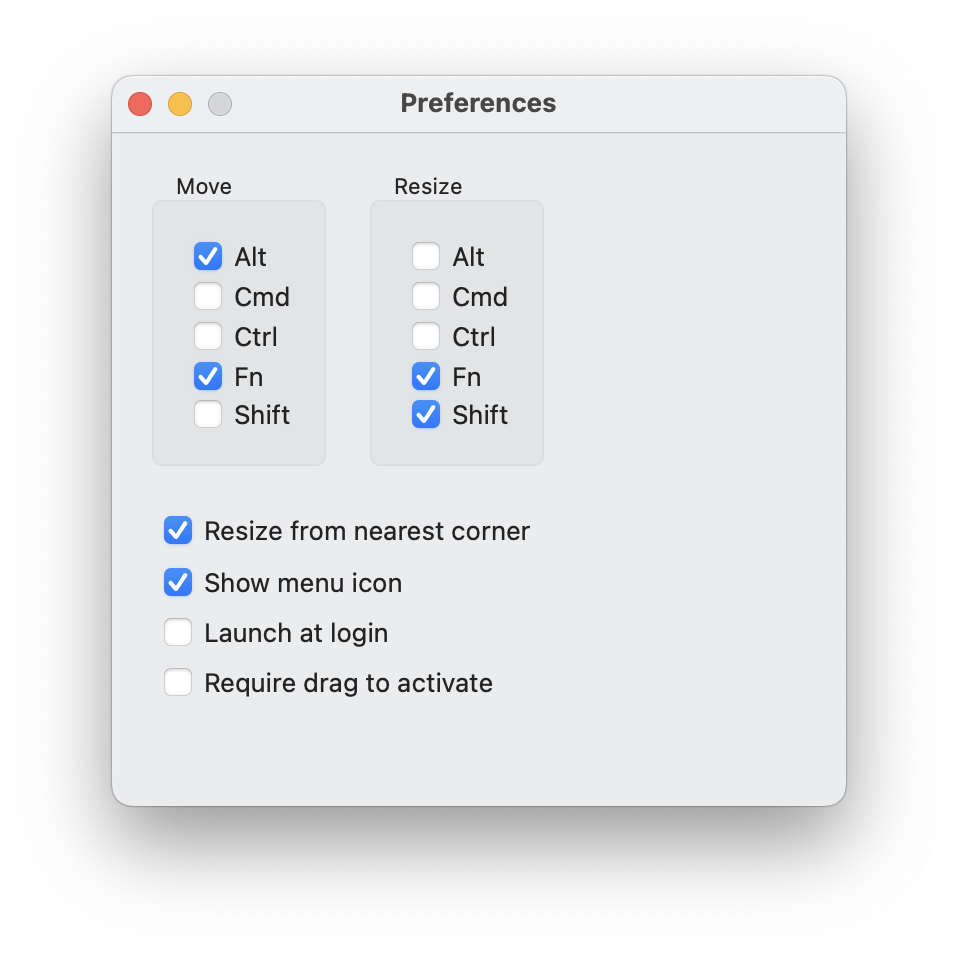 Preferences
Move
Alt
Cmd
Ctrl
Fn
Shift
Resize
Alt
Cmd
Ctrl
Fn
Shift
Resize from nearest corner
Show menu icon
Launch at login
Require drag to activate